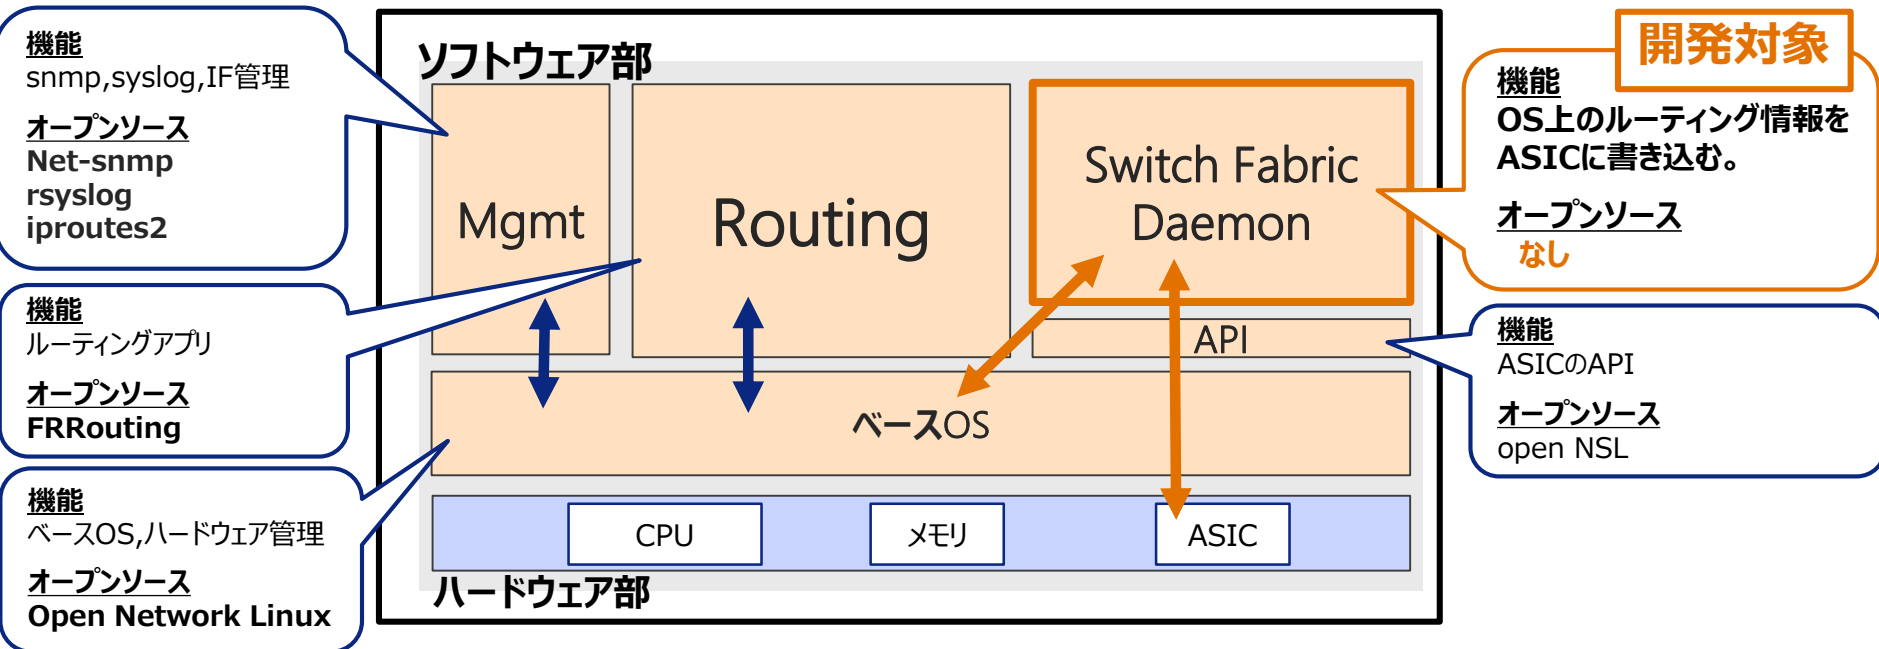 機能
snmp,syslog,IF管理
オープンソース
Net-snmp
rsyslog
iproutes2
機能
ルーティングアプリ
オープンソース
FRRouting
機能
ベースOS,ハードウェア管理
オープンソース
Open Network Linux
ソフトウェア部
Mgmt
Routing
Switch Fabric
Daemon
API
ベースOS
CPU
メモリ
ASIC
ハードウェア部
開発対象
機能
OS上のルーティング情報を
ASICに書き込む。
オープンソース
なし
機能
ASICのAPI
オープンソース
open NSL